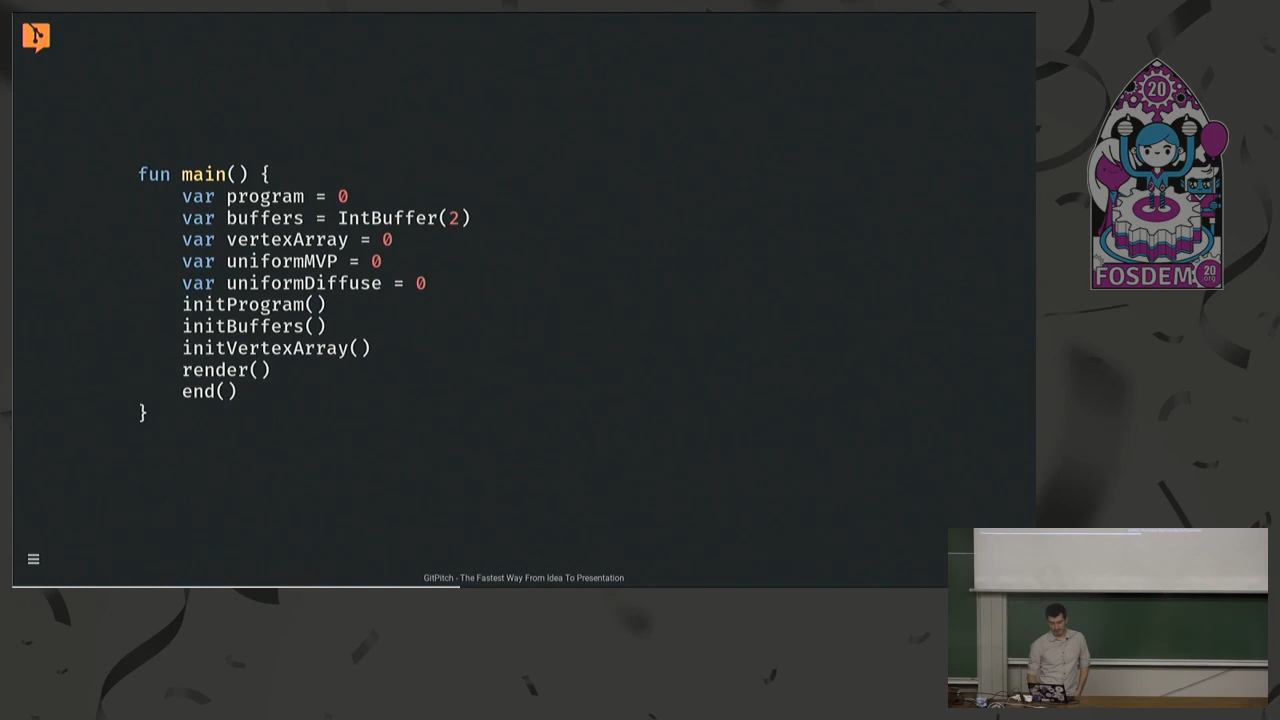 fun main() {
    var program = 0
    var buffers = IntBuffer(2)
    var vertexArray = 0
    var uniformMVP = 0
    var uniformDiffuse = 0
    initProgram()
    initBuffers()
    initVertexArray()
    render()
    end()
}
GitPitch - The Fastest Way From Idea To Presentation
20
FOSDEM
20
.org